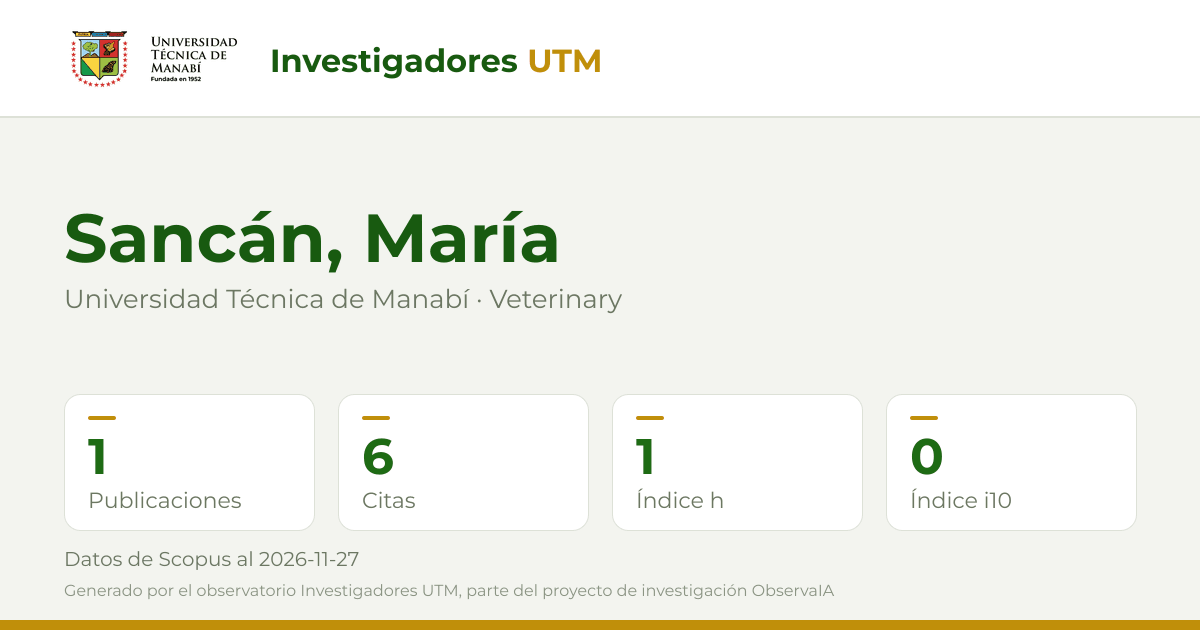 UNIVERSIDAD
TÉCNICA DE
MANABÍ
Fundada en 1952
Investigadores UTM
Sancán, María
Universidad Técnica de Manabí · Veterinary
1
Publicaciones
6
Citas
1
Índice h
0
Índice i10
Datos de Scopus al 2026-11-27
Generado por el observatorio Investigadores UTM, parte del proyecto de investigación ObservaIA